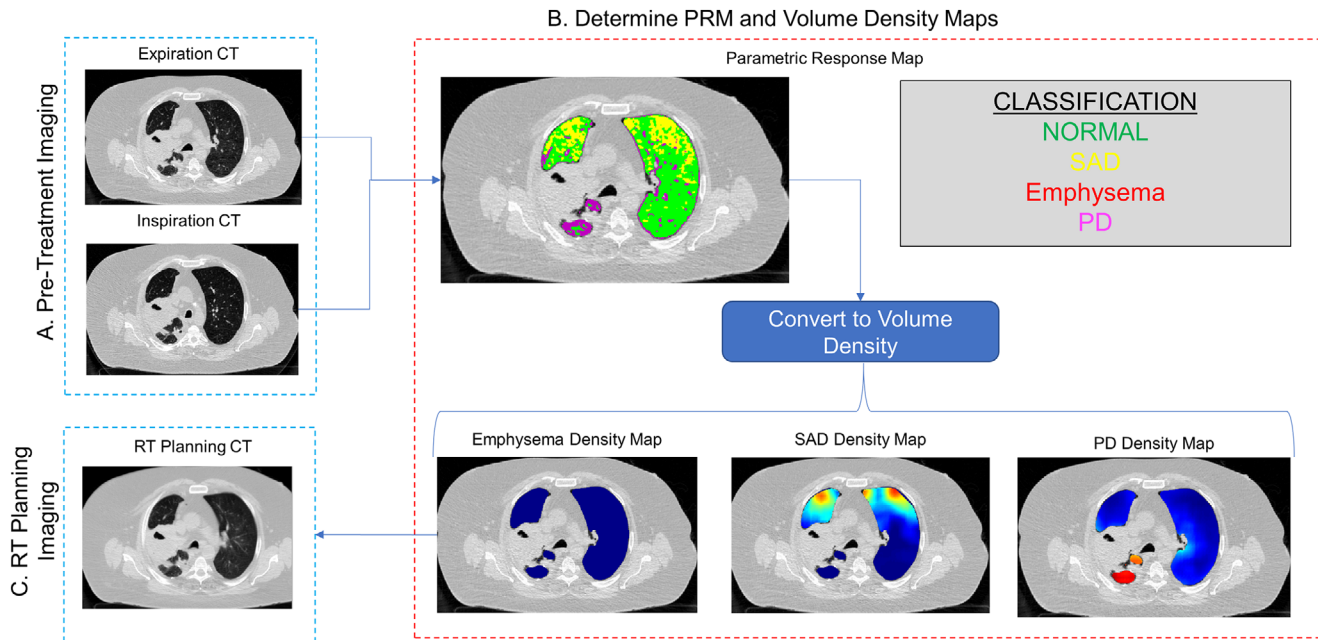 A. Pre-Treatment Imaging
Expiration CT
Inspiration CT
B. Determine PRM and Volume Density Maps
Parametric Response Map
CLASSIFICATION
NORMAL
SAD
Emphysema
PD
Convert to Volume
Density
Emphysema Density Map
SAD Density Map
PD Density Map
C. RT Planning
Imaging
RT Planning CT